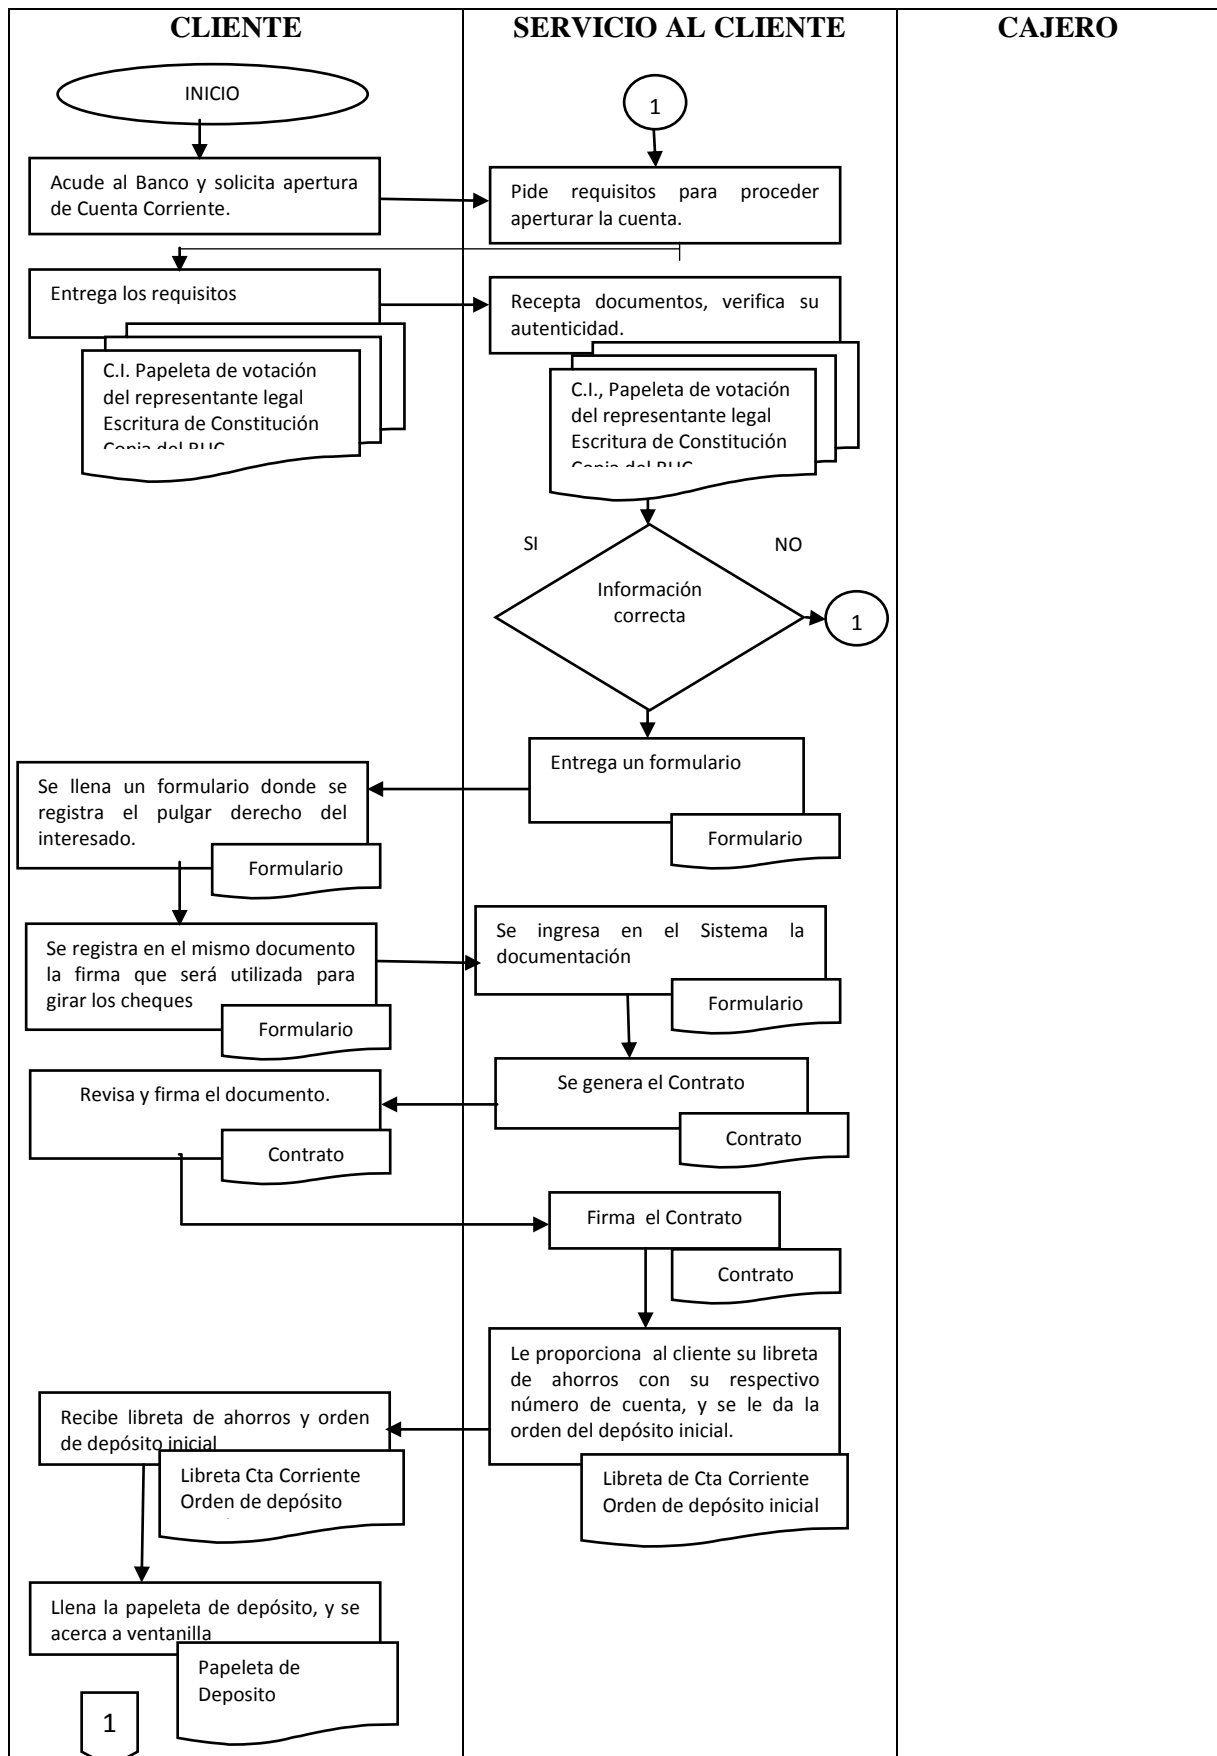 CLIENTE
SERVICIO AL CLIENTE
CAJERO
INICIO
1
Acude al Banco y solicita apertura
de Cuenta Corriente.
Pide requisitos para proceder
aperturar la cuenta.
Entrega los requisitos
Recepta documentos, verifica su
autenticidad.
C.I. Papeleta de votación
del representante legal
Escritura de Constitución
Copia del RUC
C.I., Papeleta de votación
del representante legal
Escritura de Constitución
Copia del RUC
SI
NO
Información
correcta
1
Entrega un formulario
Formulario
Se llena un formulario donde se
registra el pulgar derecho del
interesado.
Formulario
Se registra en el mismo documento
la firma que será utilizada para
girar los cheques
Formulario
Se ingresa en el Sistema la
documentación
Formulario
Se genera el Contrato
Contrato
Revisa y firma el documento.
Contrato
Firma el Contrato
Contrato
Le proporciona al cliente su libreta
de ahorros con su respectivo
número de cuenta, y se le da la
orden del depósito inicial.
Libreta de Cta Corriente
Orden de depósito inicial
Recibe libreta de ahorros y orden
de depósito inicial
Libreta Cta Corriente
Orden de depósito
Llena la papeleta de depósito, y se
acerca a ventanilla
Papeleta de
Deposito
1